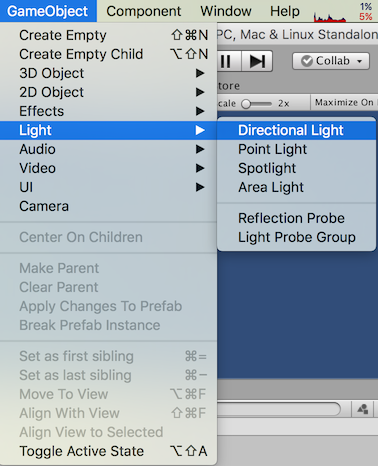 GameObject Component Window Help 1% 5%
Create Empty ⇧⌘N PC, Mac & Linux Standalon
Create Empty Child ⌥⇧N
3D Object ▶ Collab
2D Object ▶ tore
Effects ▶ cale 2x Maximize On
Light ▶ Directional Light
Audio ▶ Point Light
Video ▶ Spotlight
UI ▶ Area Light
Camera
Reflection Probe
Center On Children Light Probe Group
Make Parent
Clear Parent
Apply Changes To Prefab
Break Prefab Instance
Set as first sibling ⌘=
Set as last sibling ⌘−
Move To View ⌥⌘F
Align With View ⇧⌘F
Align View to Selected
Toggle Active State ⌥⇧A